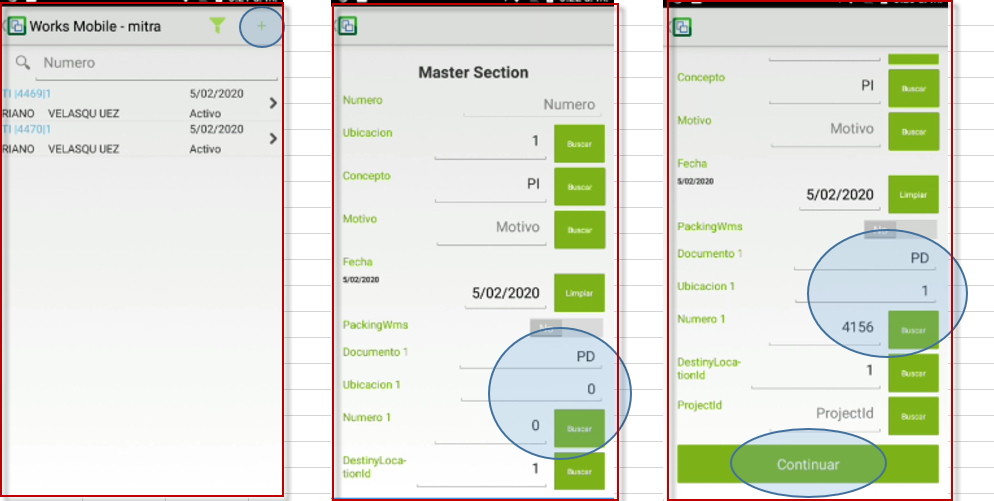 Works Mobile - mitra
+
Numero
TI |4469|1 5/02/2020
RIANO VELASQU UEZ Activo
TI |4470|1 5/02/2020
RIANO VELASQU UEZ Activo
Master Section
Numero Numero
Ubicacion 1 Buscar
Concepto PI Buscar
Motivo Motivo Buscar
Fecha
5/02/2020
5/02/2020 Limpiar
PackingWms No
Documento 1 PD
Ubicacion 1 0
Numero 1 0 Buscar
DestinyLoca-
tionId 1 Buscar
Concepto PI Buscar
Motivo Motivo Buscar
Fecha
5/02/2020
5/02/2020 Limpiar
PackingWms No
Documento 1 PD
Ubicacion 1 1
Numero 1 4156 Buscar
DestinyLoca-
tionId 1 Buscar
ProjectId ProjectId Buscar
Continuar